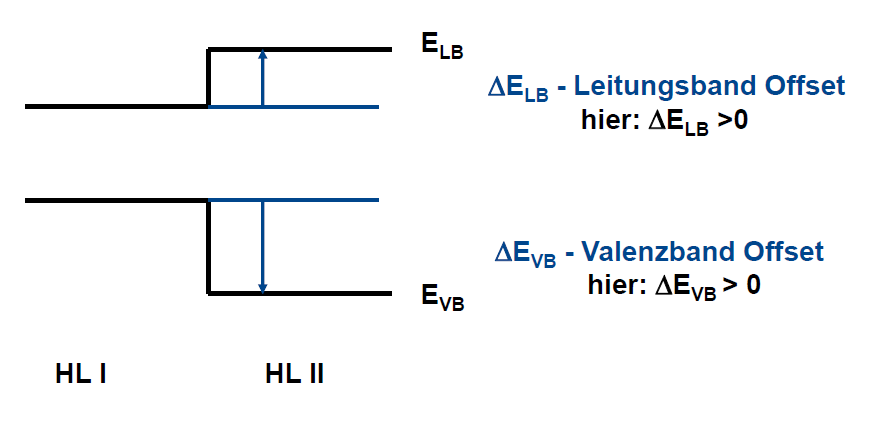 E_LB
ΔE_LB - Leitungsband Offset
hier: ΔE_LB >0
ΔE_VB - Valenzband Offset
hier: ΔE_VB > 0
E_VB
HL I
HL II